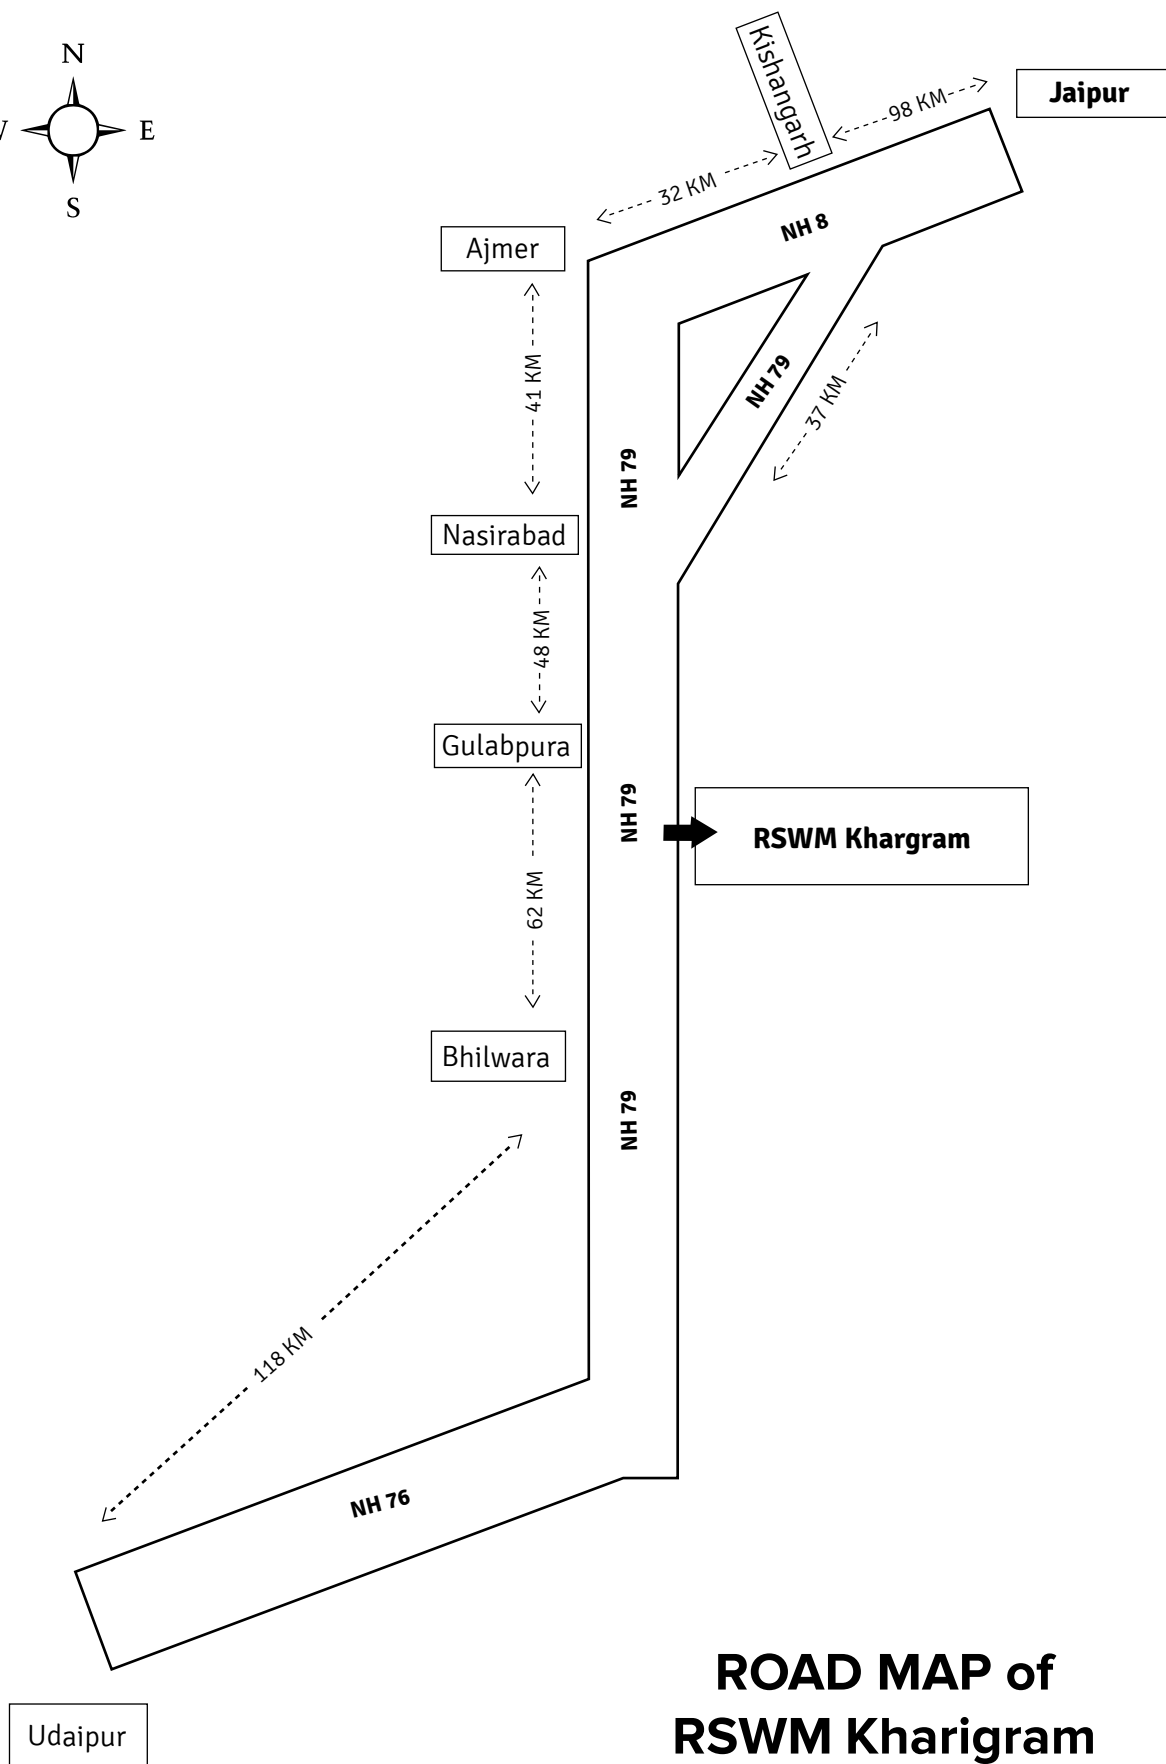 N
E
S
Kishangarh
Jaipur
98 KM
32 KM
NH 8
Ajmer
41 KM
NH 79
37 KM
NH 79
Nasirabad
48 KM
Gulabpura
NH 79
RSWM Khargram
62 KM
Bhilwara
NH 79
118 KM
NH 76
ROAD MAP of
RSWM Kharigram
Udaipur